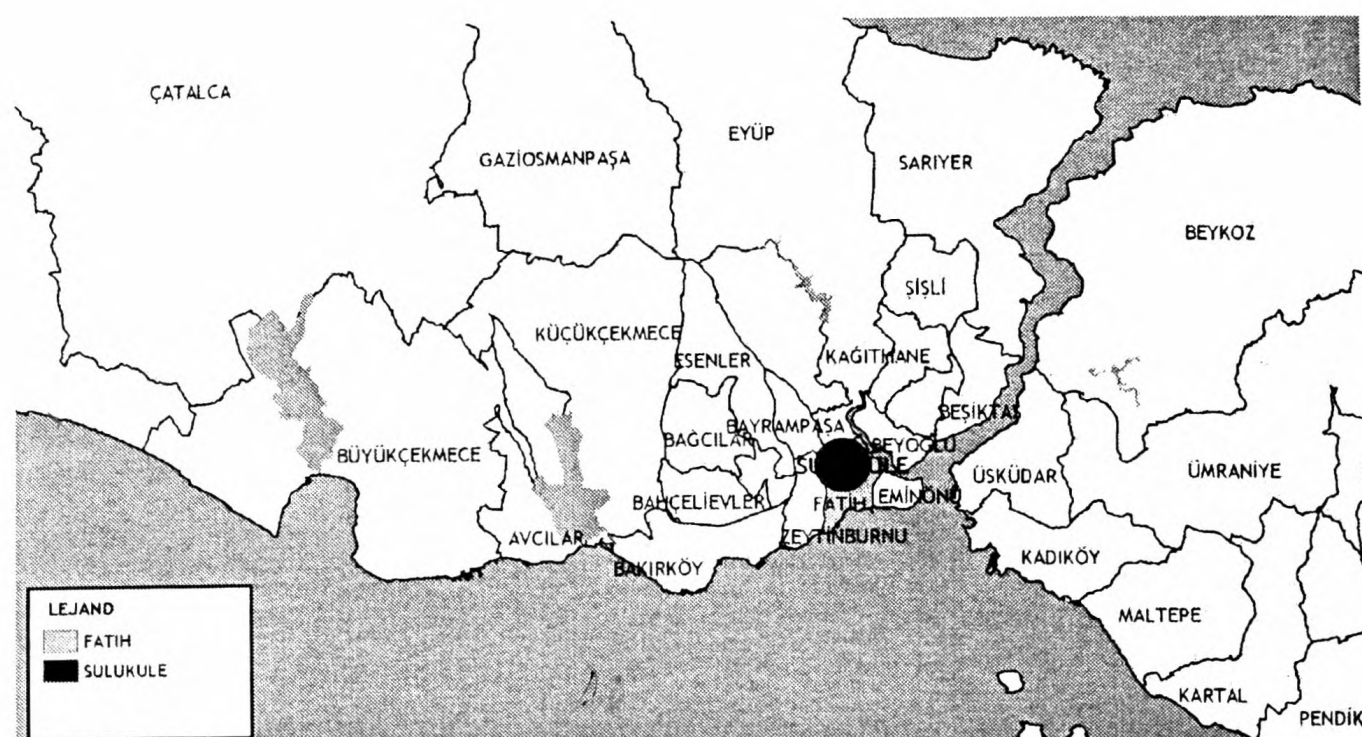 ÇATALCA
EYÜP
GAZİOSMANPAŞA
SARIYER
BEYKOZ
ŞİŞLİ
KÜÇÜKÇEKMECE
ESENLER
KAĞITHANE
BEŞİKTAŞ
BAYRAMPAŞA
BAĞCILAR
BEYOĞLU
BÜYÜKÇEKMECE
ÜSKÜDAR
ÜMRANİYE
BAHÇELİEVLER
FATİH
EMİNÖNÜ
AVCILAR
ZEYTİNBURNU
BAKIRKÖY
KADIKÖY
MALTEPE
KARTAL
PENDİK
LEJAND
FATIH
SULUKULE